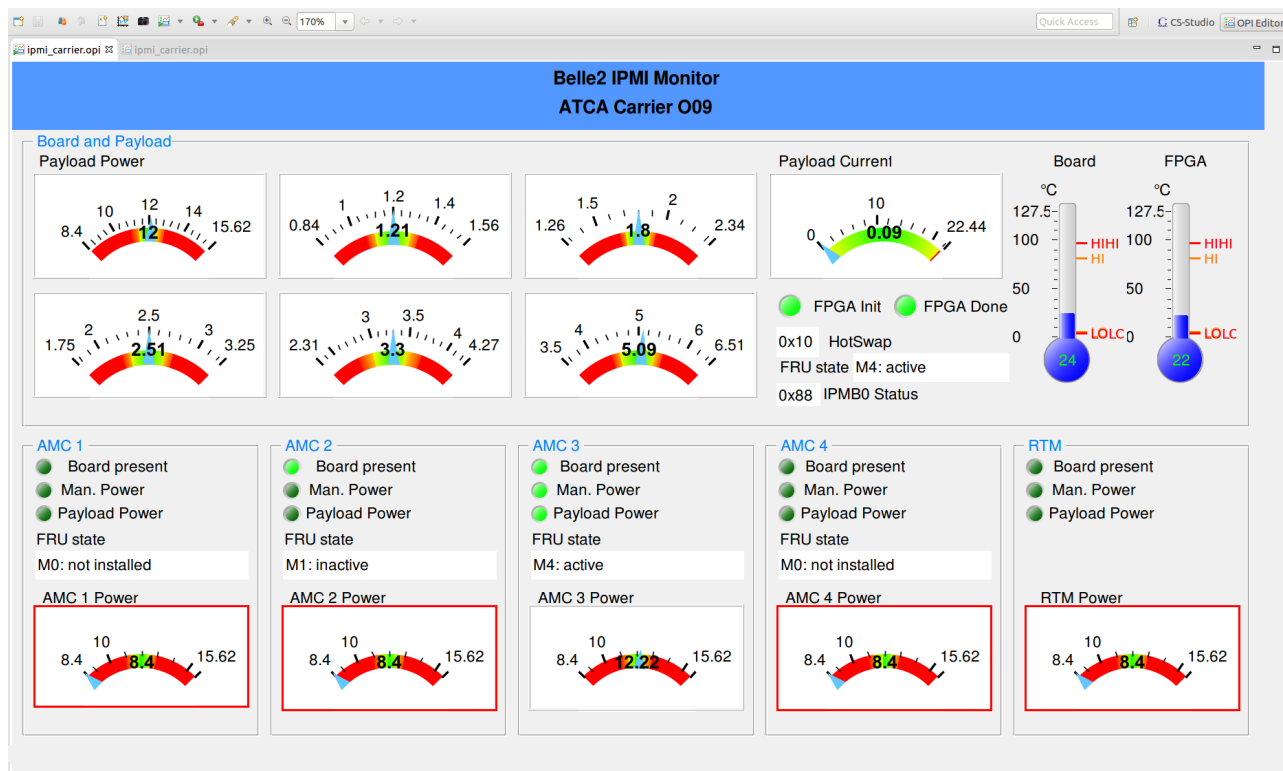 170%
Quick Access
CS-Studio
OPI Editor
ipmi_carrier.opi
ipmi_carrier.opi
Belle2 IPMI Monitor
ATCA Carrier O09
Board and Payload
Payload Power
Payload Current
Board
FPGA
8.4 10 12 14 15.62
12
0.84 1 1.2 1.4 1.56
1.21
1.26 1.5 2 2.34
1.8
0 10 22.44
0.09
°C
127.5
100
50
0
HIHI
HI
LOLO
24
°C
127.5
100
50
0
HIHI
HI
LOLO
22
1.75 2 2.5 3 3.25
2.51
2.31 3 3.5 4 4.27
3.3
3.5 4 5 6 6.51
5.09
FPGA Init
FPGA Done
0x10 HotSwap
FRU state M4: active
0x88 IPMB0 Status
AMC 1
Board present
Man. Power
Payload Power
FRU state
M0: not installed
AMC 1 Power
8.4 10 15.62
8.4
AMC 2
Board present
Man. Power
Payload Power
FRU state
M1: inactive
AMC 2 Power
8.4 10 15.62
8.4
AMC 3
Board present
Man. Power
Payload Power
FRU state
M4: active
AMC 3 Power
8.4 10 15.62
12.22
AMC 4
Board present
Man. Power
Payload Power
FRU state
M0: not installed
AMC 4 Power
8.4 10 15.62
8.4
RTM
Board present
Man. Power
Payload Power
RTM Power
8.4 10 15.62
8.4